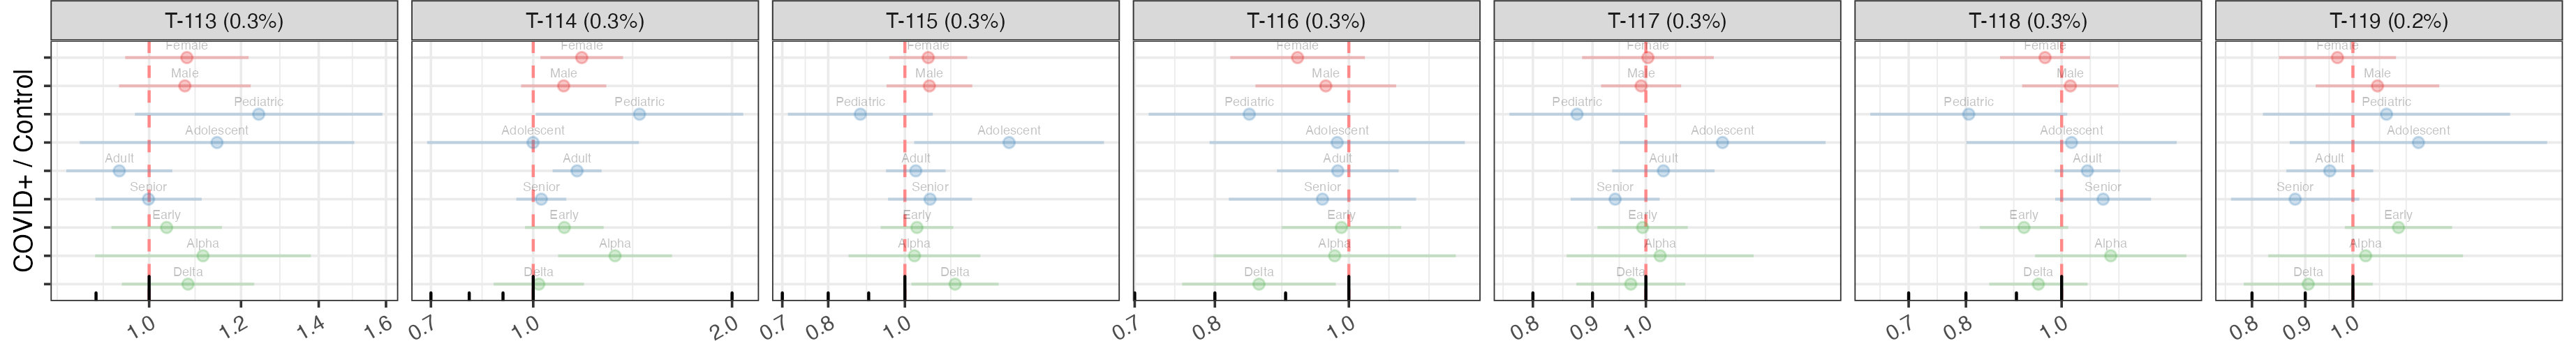 T-113 (0.3%) T-114 (0.3%) T-115 (0.3%) T-116 (0.3%) T-117 (0.3%) T-118 (0.3%) T-119 (0.2%)
COVID+ / Control
Female Female Female Female Female Female Female
Male Male Male Male Male Male Male
Pediatric Pediatric Pediatric Pediatric Pediatric Pediatric Pediatric
Adolescent Adolescent Adolescent Adolescent Adolescent Adolescent Adolescent
Adult Adult Adult Adult Adult Adult Adult
Senior Senior Senior Senior Senior Senior Senior
Early Early Early Early Early Early Early
Alpha Alpha Alpha Alpha Alpha Alpha Alpha
Delta Delta Delta Delta Delta Delta Delta
1.0 1.2 1.4 1.6 0.7 1.0 2.0 0.7 0.8 1.0 0.7 0.8 1.0 0.8 0.9 1.0 0.7 0.8 1.0 0.8 0.9 1.0